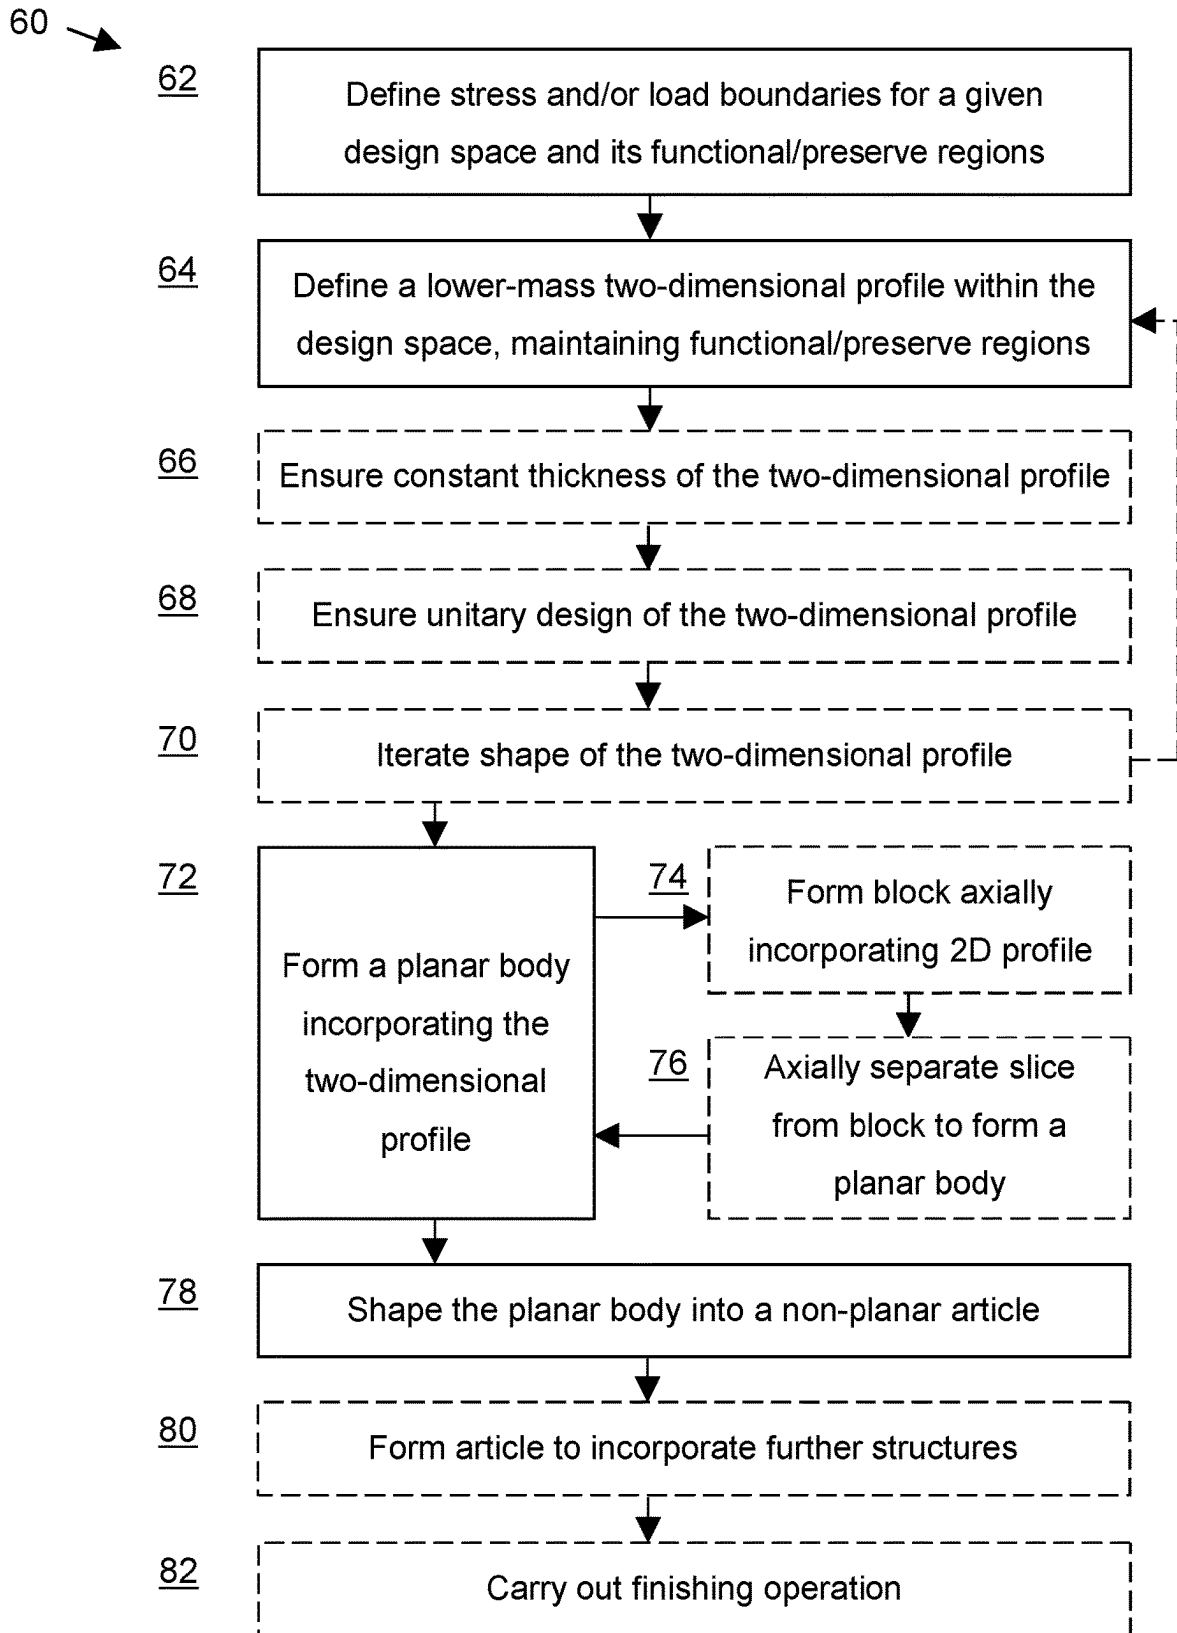 60
62
Define stress and/or load boundaries for a given
design space and its functional/preserve regions
64
Define a lower-mass two-dimensional profile within the
design space, maintaining functional/preserve regions
66
Ensure constant thickness of the two-dimensional profile
68
Ensure unitary design of the two-dimensional profile
70
Iterate shape of the two-dimensional profile
72
Form a planar body
incorporating the
two-dimensional
profile
74
Form block axially
incorporating 2D profile
76
Axially separate slice
from block to form a
planar body
78
Shape the planar body into a non-planar article
80
Form article to incorporate further structures
82
Carry out finishing operation